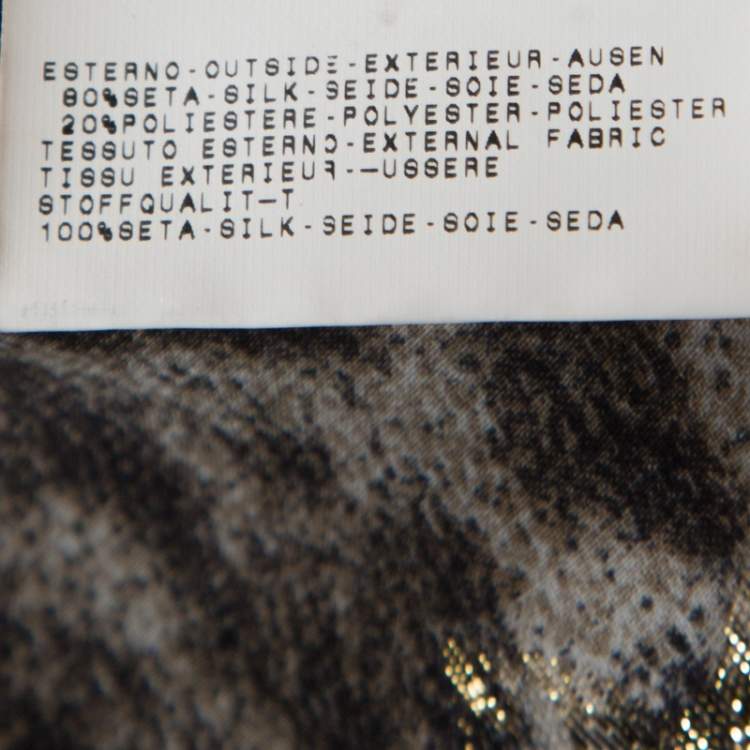 ESTERNO-OUTSIDE-EXTERIEUR-AUSEN
80%SETA-SILK-SEIDE-SOIE-SEDA
20%POLIESTERE-POLYESTER-POLIESTER
TESSUTO ESTERNO-EXTERNAL FABRIC
TISSU EXTERIEUR--USSERE
STOFFQUALIT-T
100%SETA-SILK-SEIDE-SOIE-SEDA